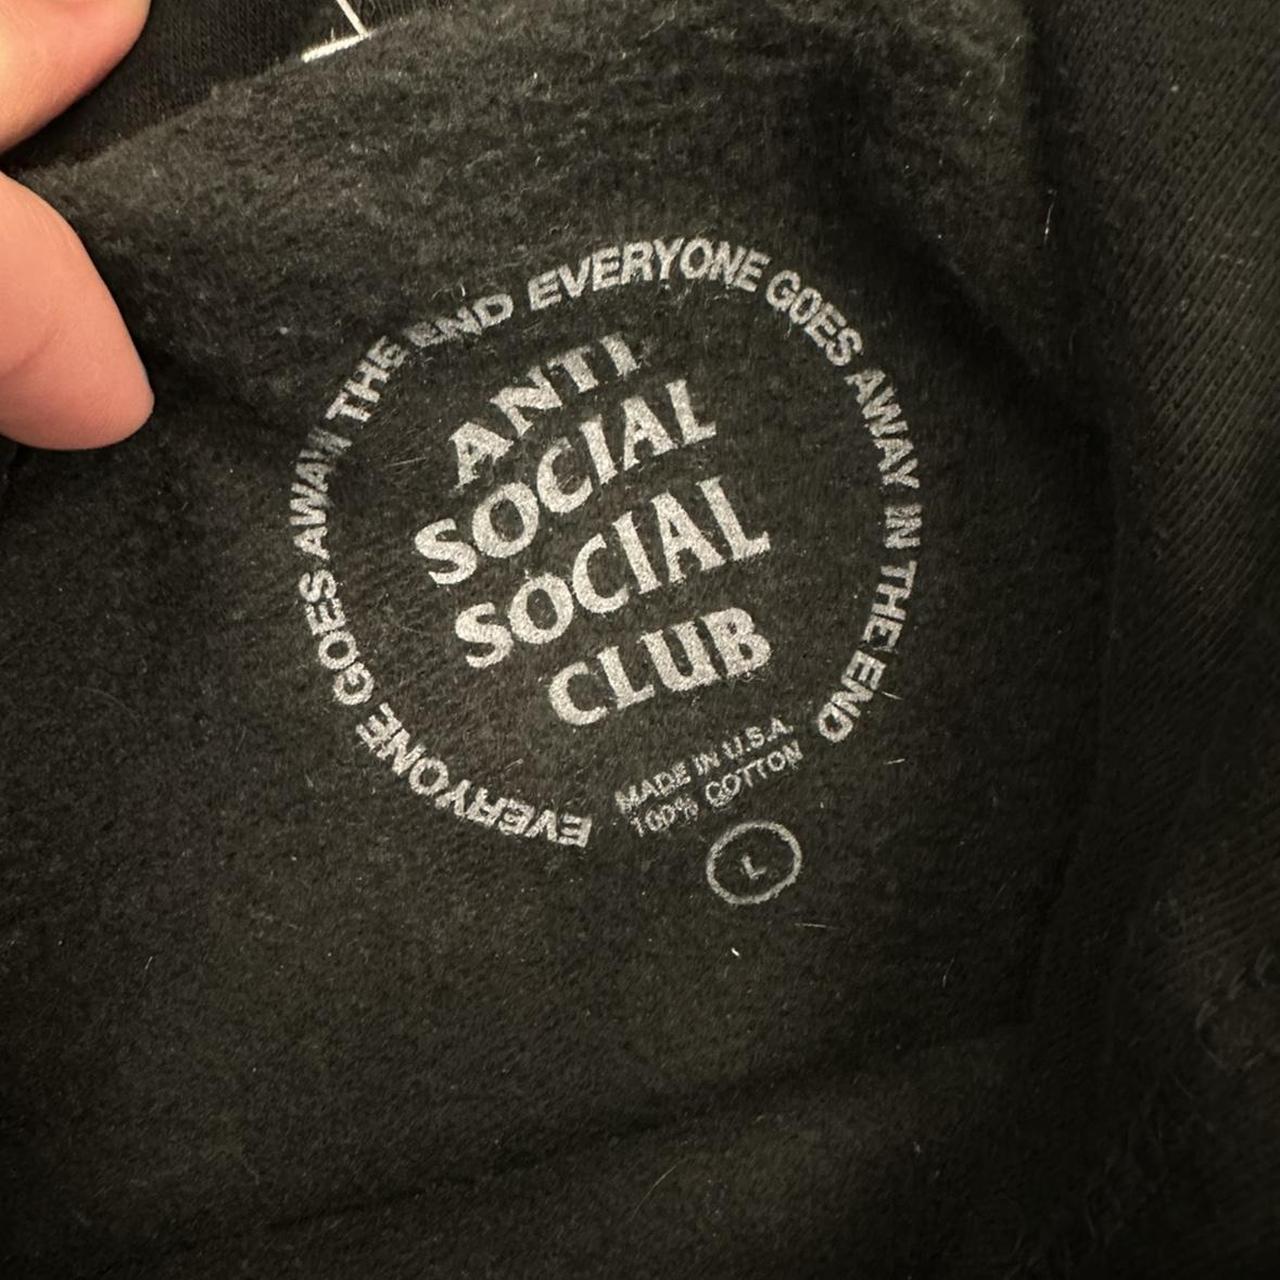 EVERYONE GOES AWAY IN THE END EVERYONE GOES AWAY IN THE END
ANTI
SOCIAL
SOCIAL
CLUB
MADE IN U.S.A.
100% COTTON
L